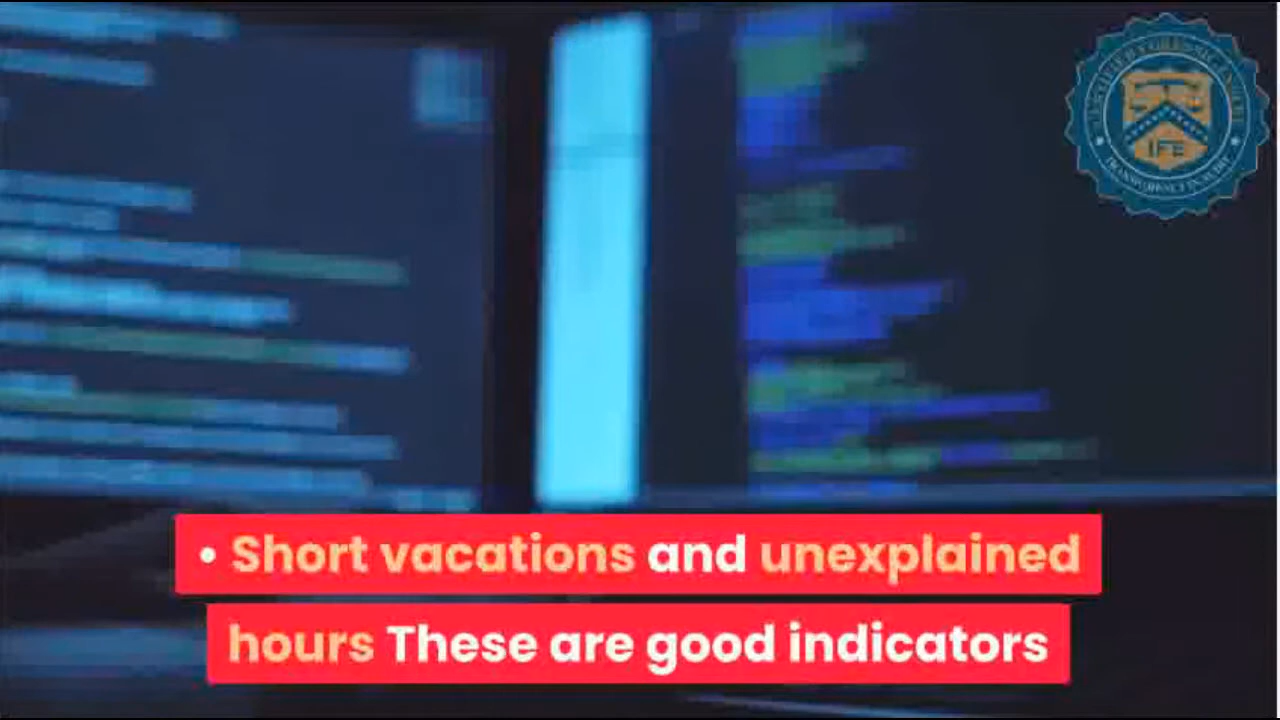 IFE
• Short vacations and unexplained
hours These are good indicators